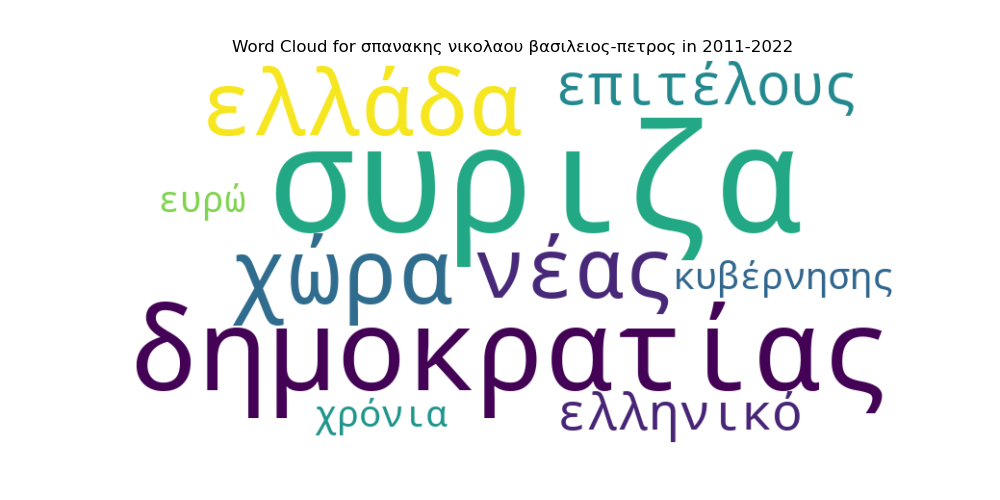 Word Cloud for σπανακης νικολαου βασιλειος-πετρος in 2011-2022
ελλάδα επιτέλους
συριζα
ευρώ
χώρα νέας κυβέρνησης
δημοκρατίας
χρόνια ελληνικό